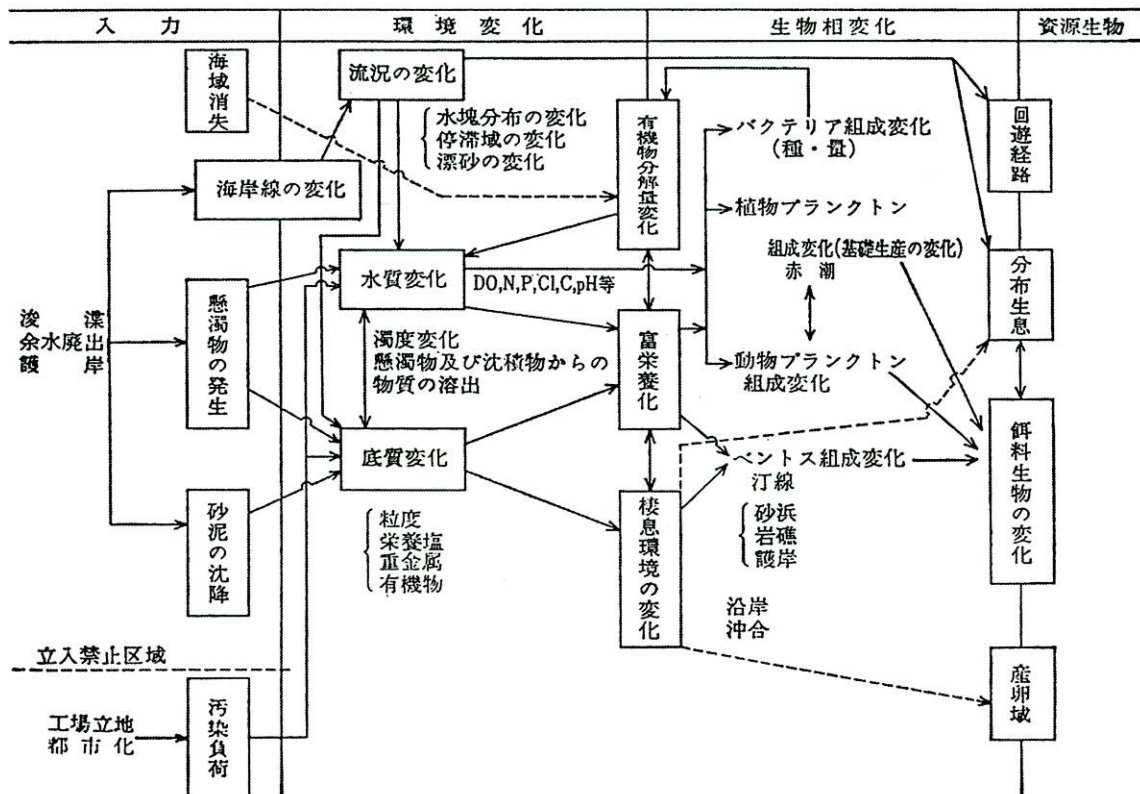 入力
環境変化
生物相変化
資源生物
海域消失
流況の変化
水塊分布の変化
停滞域の変化
漂砂の変化
海岸線の変化
浚渫
余水廃出
護岸
懸濁物の発生
砂泥の沈降
立入禁止区域
工場立地
都市化
汚染負荷
水質変化
DO,N,P,Cl,C,pH等
濁度変化
懸濁物及び沈積物からの
物質の溶出
底質変化
粒度
栄養塩
重金属
有機物
有機物分解量変化
富栄養化
棲息環境の変化
バクテリア組成変化
(種・量)
植物プランクトン
組成変化(基礎生産の変化)
赤潮
動物プランクトン
組成変化
ベントス組成変化
汀線
砂浜
岩礁
護岸
沿岸
沖合
回遊経路
分布生息
餌料生物の変化
産卵域